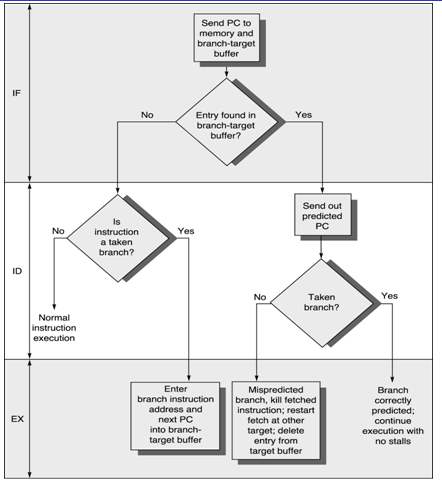 Send PC to
memory and
branch-target
buffer
IF
No
Entry found in
branch-target
buffer?
Yes
Send out
predicted
PC
Is
instruction
a taken
branch?
No
Yes
ID
No
Taken
branch?
Yes
Normal
instruction
execution
Enter
branch instruction
address and
next PC
into branch-
target buffer
Mispredicted
branch, kill fetched
instruction; restart
fetch at other
target; delete
entry from
target buffer
Branch
correctly
predicted;
continue
execution with
no stalls
EX